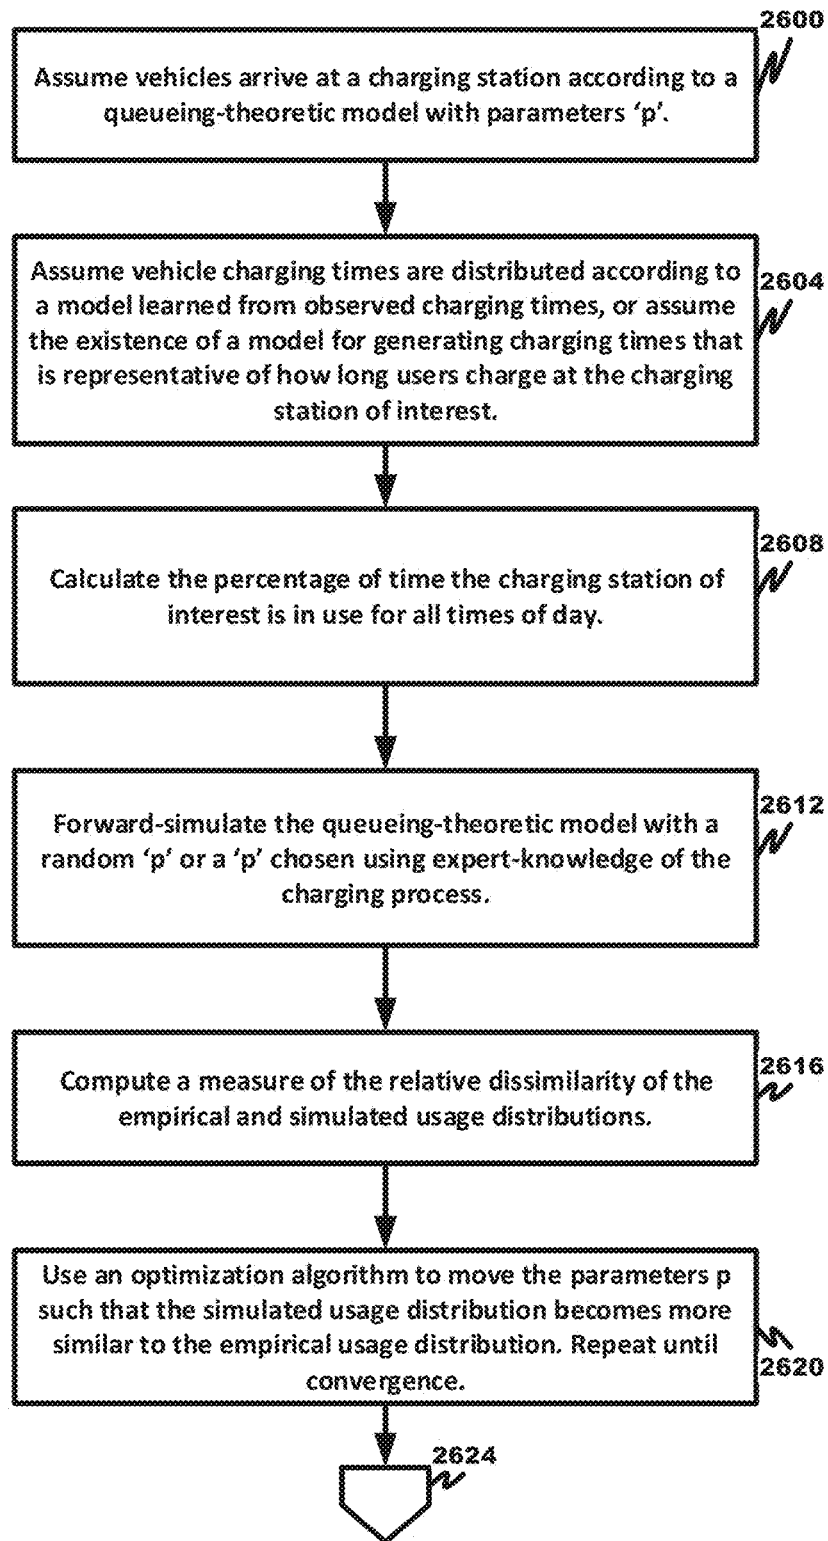 2600
Assume vehicles arrive at a charging station according to a
queueing-theoretic model with parameters ‘p’.
2604
Assume vehicle charging times are distributed according to
a model learned from observed charging times, or assume
the existence of a model for generating charging times that
is representative of how long users charge at the charging
station of interest.
2608
Calculate the percentage of time the charging station of
interest is in use for all times of day.
2612
Forward-simulate the queueing-theoretic model with a
random ‘p’ or a ‘p’ chosen using expert-knowledge of the
charging process.
2616
Compute a measure of the relative dissimilarity of the
empirical and simulated usage distributions.
Use an optimization algorithm to move the parameters p
such that the simulated usage distribution becomes more
similar to the empirical usage distribution. Repeat until
convergence.
2620
2624